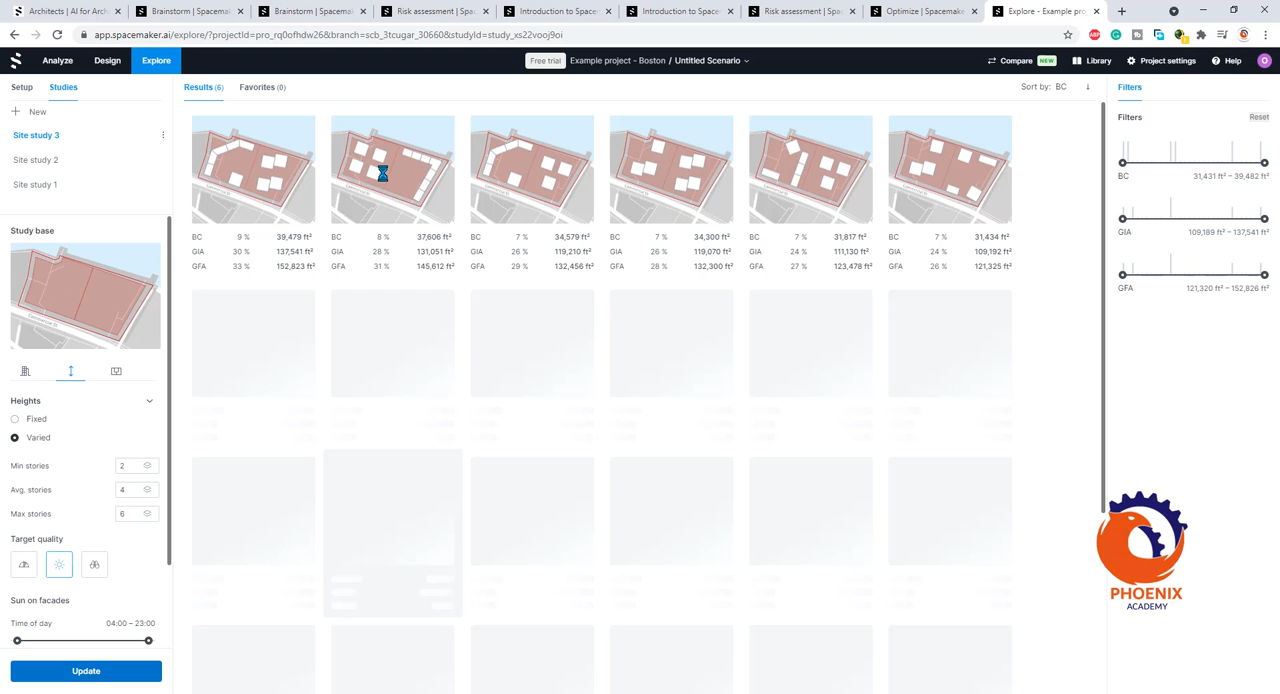 Architects | AI for Arch
Brainstorm | Spacemak
Brainstorm | Spacemak
Risk assessment | Spac
Introduction to Space
Introduction to Space
Risk assessment | Spac
Optimize | Spacemake
Explore - Example proj
app.spacemaker.ai/explore/?projectId=pro_rq0ofhdw26&branch=scb_3tcugar_30660&studyId=study_xs22vooj9oi
Analyze
Design
Explore
Free trial
Example project - Boston / Untitled Scenario
Compare NEW
Library
Project settings
Help
O
Setup
Studies
New
Site study 3
Site study 2
Site study 1
Study base
Commercial St
Heights
Fixed
Varied
Min stories 2
Avg. stories 4
Max stories 6
Target quality
Sun on facades
Time of day 04:00 – 23:00
Update
Results (6)
Favorites (0)
Sort by: BC
BC 9 % 39,479 ft²
GIA 30 % 137,541 ft²
GFA 33 % 152,823 ft²
BC 8 % 37,606 ft²
GIA 28 % 131,051 ft²
GFA 31 % 145,612 ft²
BC 7 % 34,579 ft²
GIA 26 % 119,210 ft²
GFA 29 % 132,456 ft²
BC 7 % 34,300 ft²
GIA 26 % 119,070 ft²
GFA 28 % 132,300 ft²
BC 7 % 31,817 ft²
GIA 24 % 111,130 ft²
GFA 27 % 123,478 ft²
BC 7 % 31,434 ft²
GIA 24 % 109,192 ft²
GFA 26 % 121,325 ft²
Filters
Filters
Reset
BC 31,431 ft² – 39,482 ft²
GIA 109,189 ft² – 137,541 ft²
GFA 121,320 ft² – 152,826 ft²
PHOENIX
ACADEMY